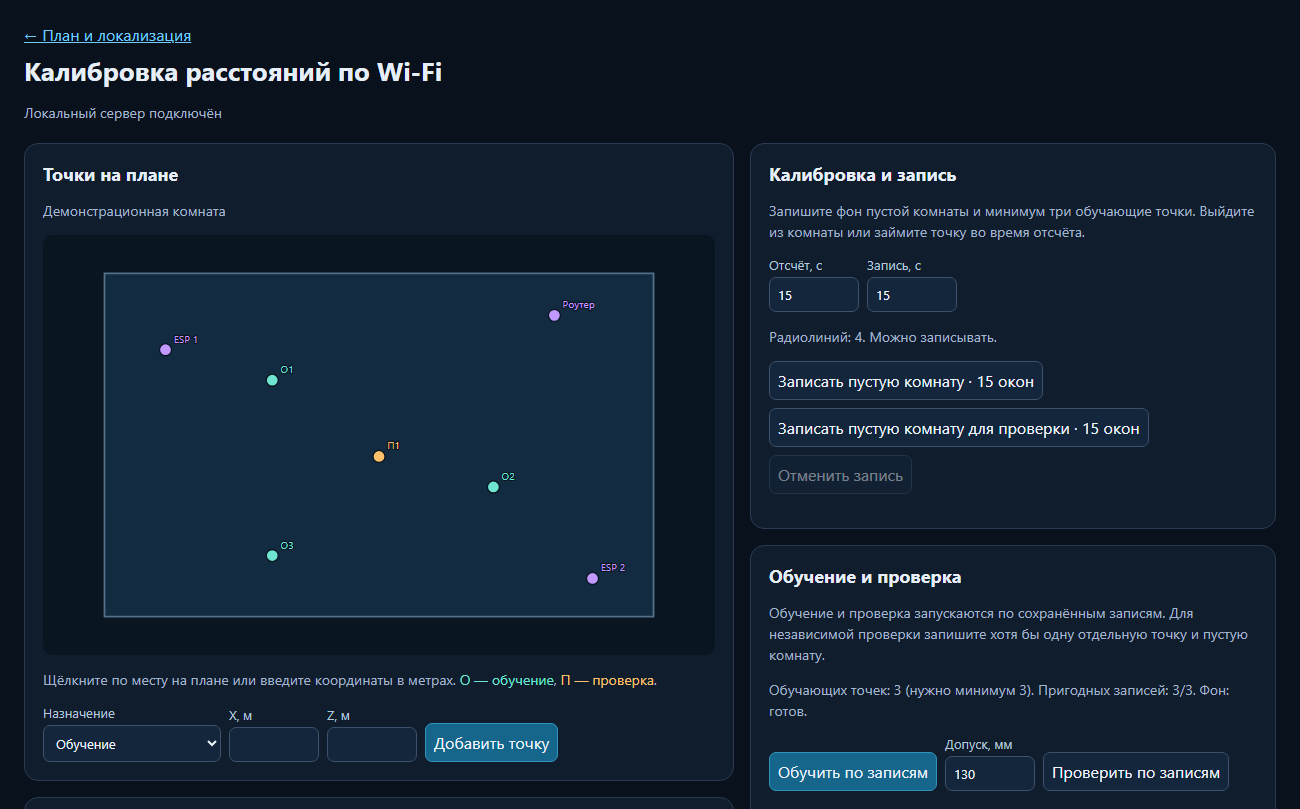 ← План и локализация
Калибровка расстояний по Wi-Fi
Локальный сервер подключён
Точки на плане
Демонстрационная комната
Роутер
ESP 1
О1
П1
О2
О3
ESP 2
Щёлкните по месту на плане или введите координаты в метрах. О — обучение, П — проверка.
Назначение
X, м
Z, м
Обучение
Добавить точку
Калибровка и запись
Запишите фон пустой комнаты и минимум три обучающие точки. Выйдите
из комнаты или займите точку во время отсчёта.
Отсчёт, с
Запись, с
15
15
Радиолиний: 4. Можно записывать.
Записать пустую комнату · 15 окон
Записать пустую комнату для проверки · 15 окон
Отменить запись
Обучение и проверка
Обучение и проверка запускаются по сохранённым записям. Для
независимой проверки запишите хотя бы одну отдельную точку и пустую
комнату.
Обучающих точек: 3 (нужно минимум 3). Пригодных записей: 3/3. Фон:
готов.
Допуск, мм
Обучить по записям
130
Проверить по записям